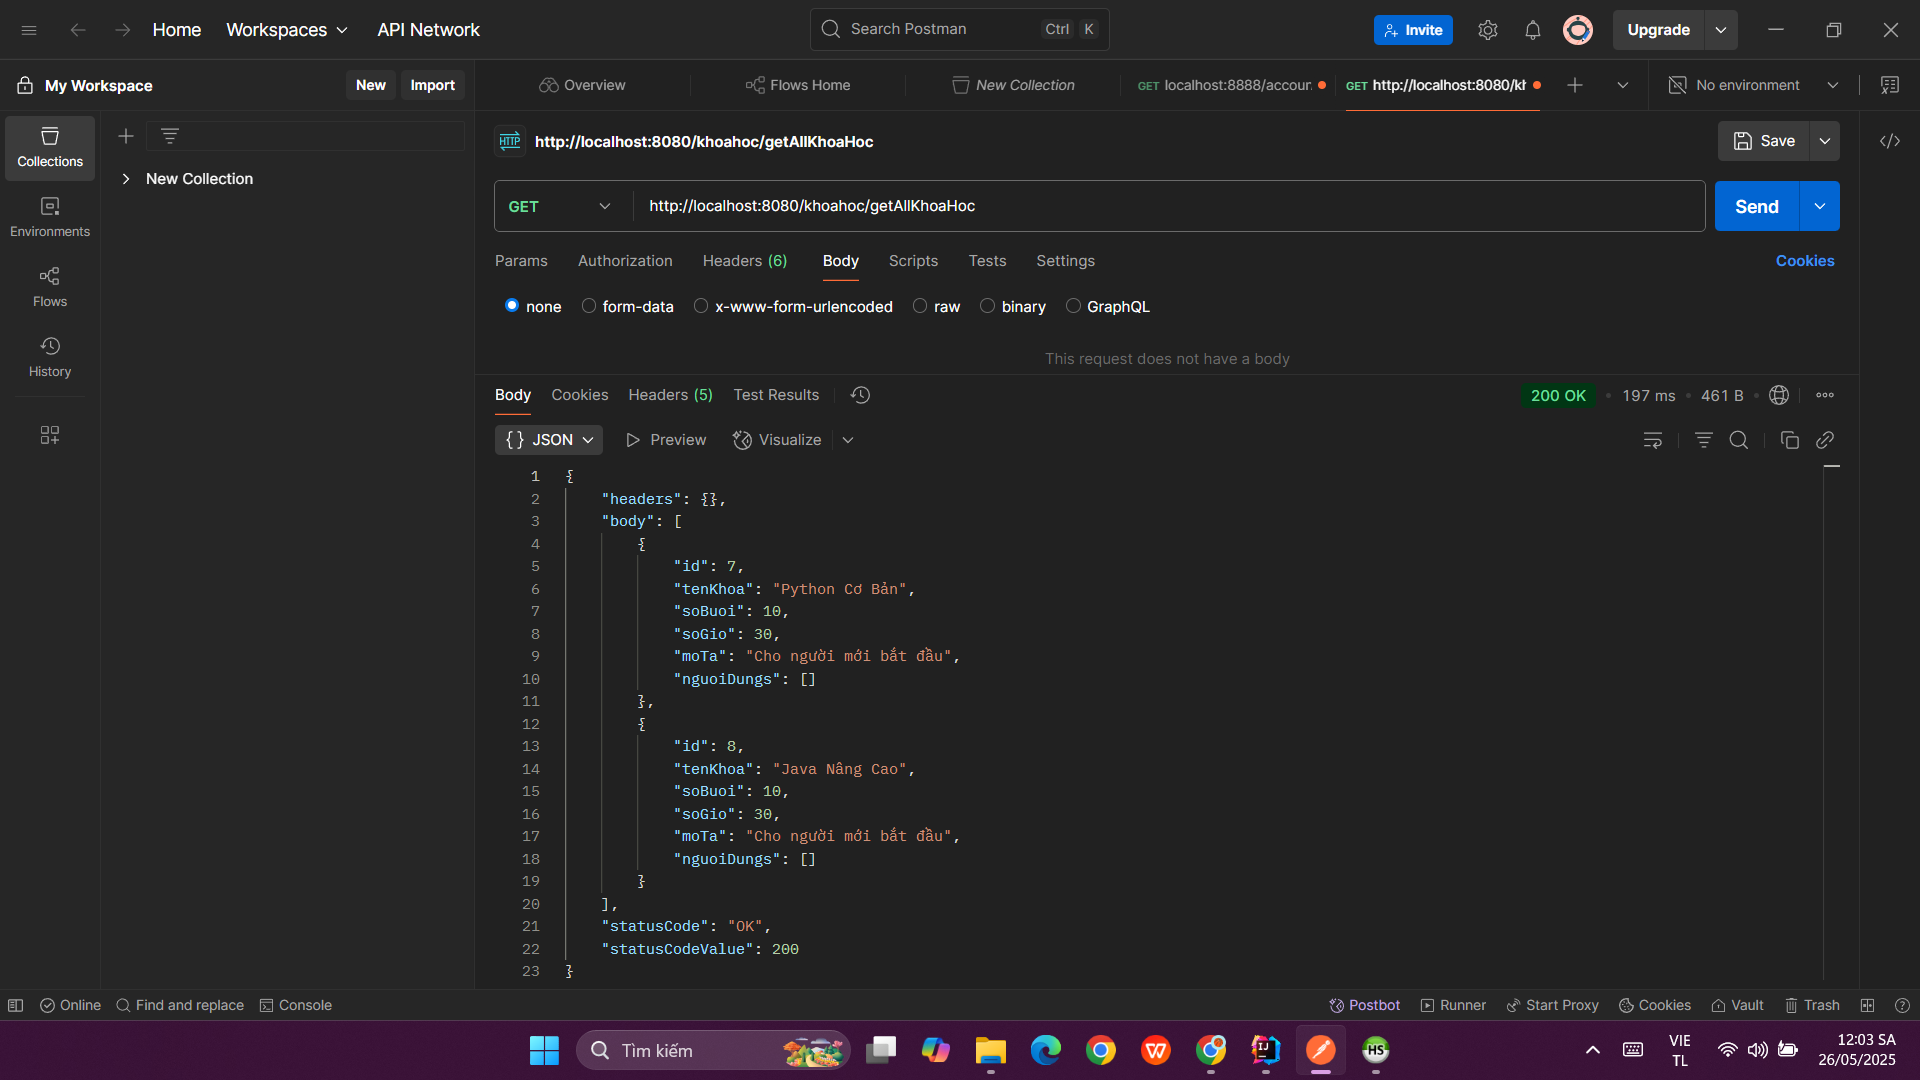 Home
Workspaces
API Network
Search Postman
Ctrl K
Invite
Upgrade
My Workspace
New
Import
Overview
Flows Home
New Collection
GET localhost:8888/accour
GET http://localhost:8080/kh
No environment
Collections
Environments
Flows
History
New Collection
HTTP
http://localhost:8080/khoahoc/getAllKhoaHoc
Save
GET
http://localhost:8080/khoahoc/getAllKhoaHoc
Send
Params
Authorization
Headers (6)
Body
Scripts
Tests
Settings
Cookies
none
form-data
x-www-form-urlencoded
raw
binary
GraphQL
This request does not have a body
Body
Cookies
Headers (5)
Test Results
200 OK
197 ms
461 B
{} JSON
Preview
Visualize
1 {
2 "headers": {},
3 "body": [
4 {
5 "id": 7,
6 "tenKhoa": "Python Cơ Bản",
7 "soBuoi": 10,
8 "soGio": 30,
9 "moTa": "Cho người mới bắt đầu",
10 "nguoiDungs": []
11 },
12 {
13 "id": 8,
14 "tenKhoa": "Java Nâng Cao",
15 "soBuoi": 10,
16 "soGio": 30,
17 "moTa": "Cho người mới bắt đầu",
18 "nguoiDungs": []
19 }
20 ],
21 "statusCode": "OK",
22 "statusCodeValue": 200
23 }
Online
Find and replace
Console
Postbot
Runner
Start Proxy
Cookies
Vault
Trash
Tìm kiếm
IJ
HS
VIE
TL
12:03 SA
26/05/2025